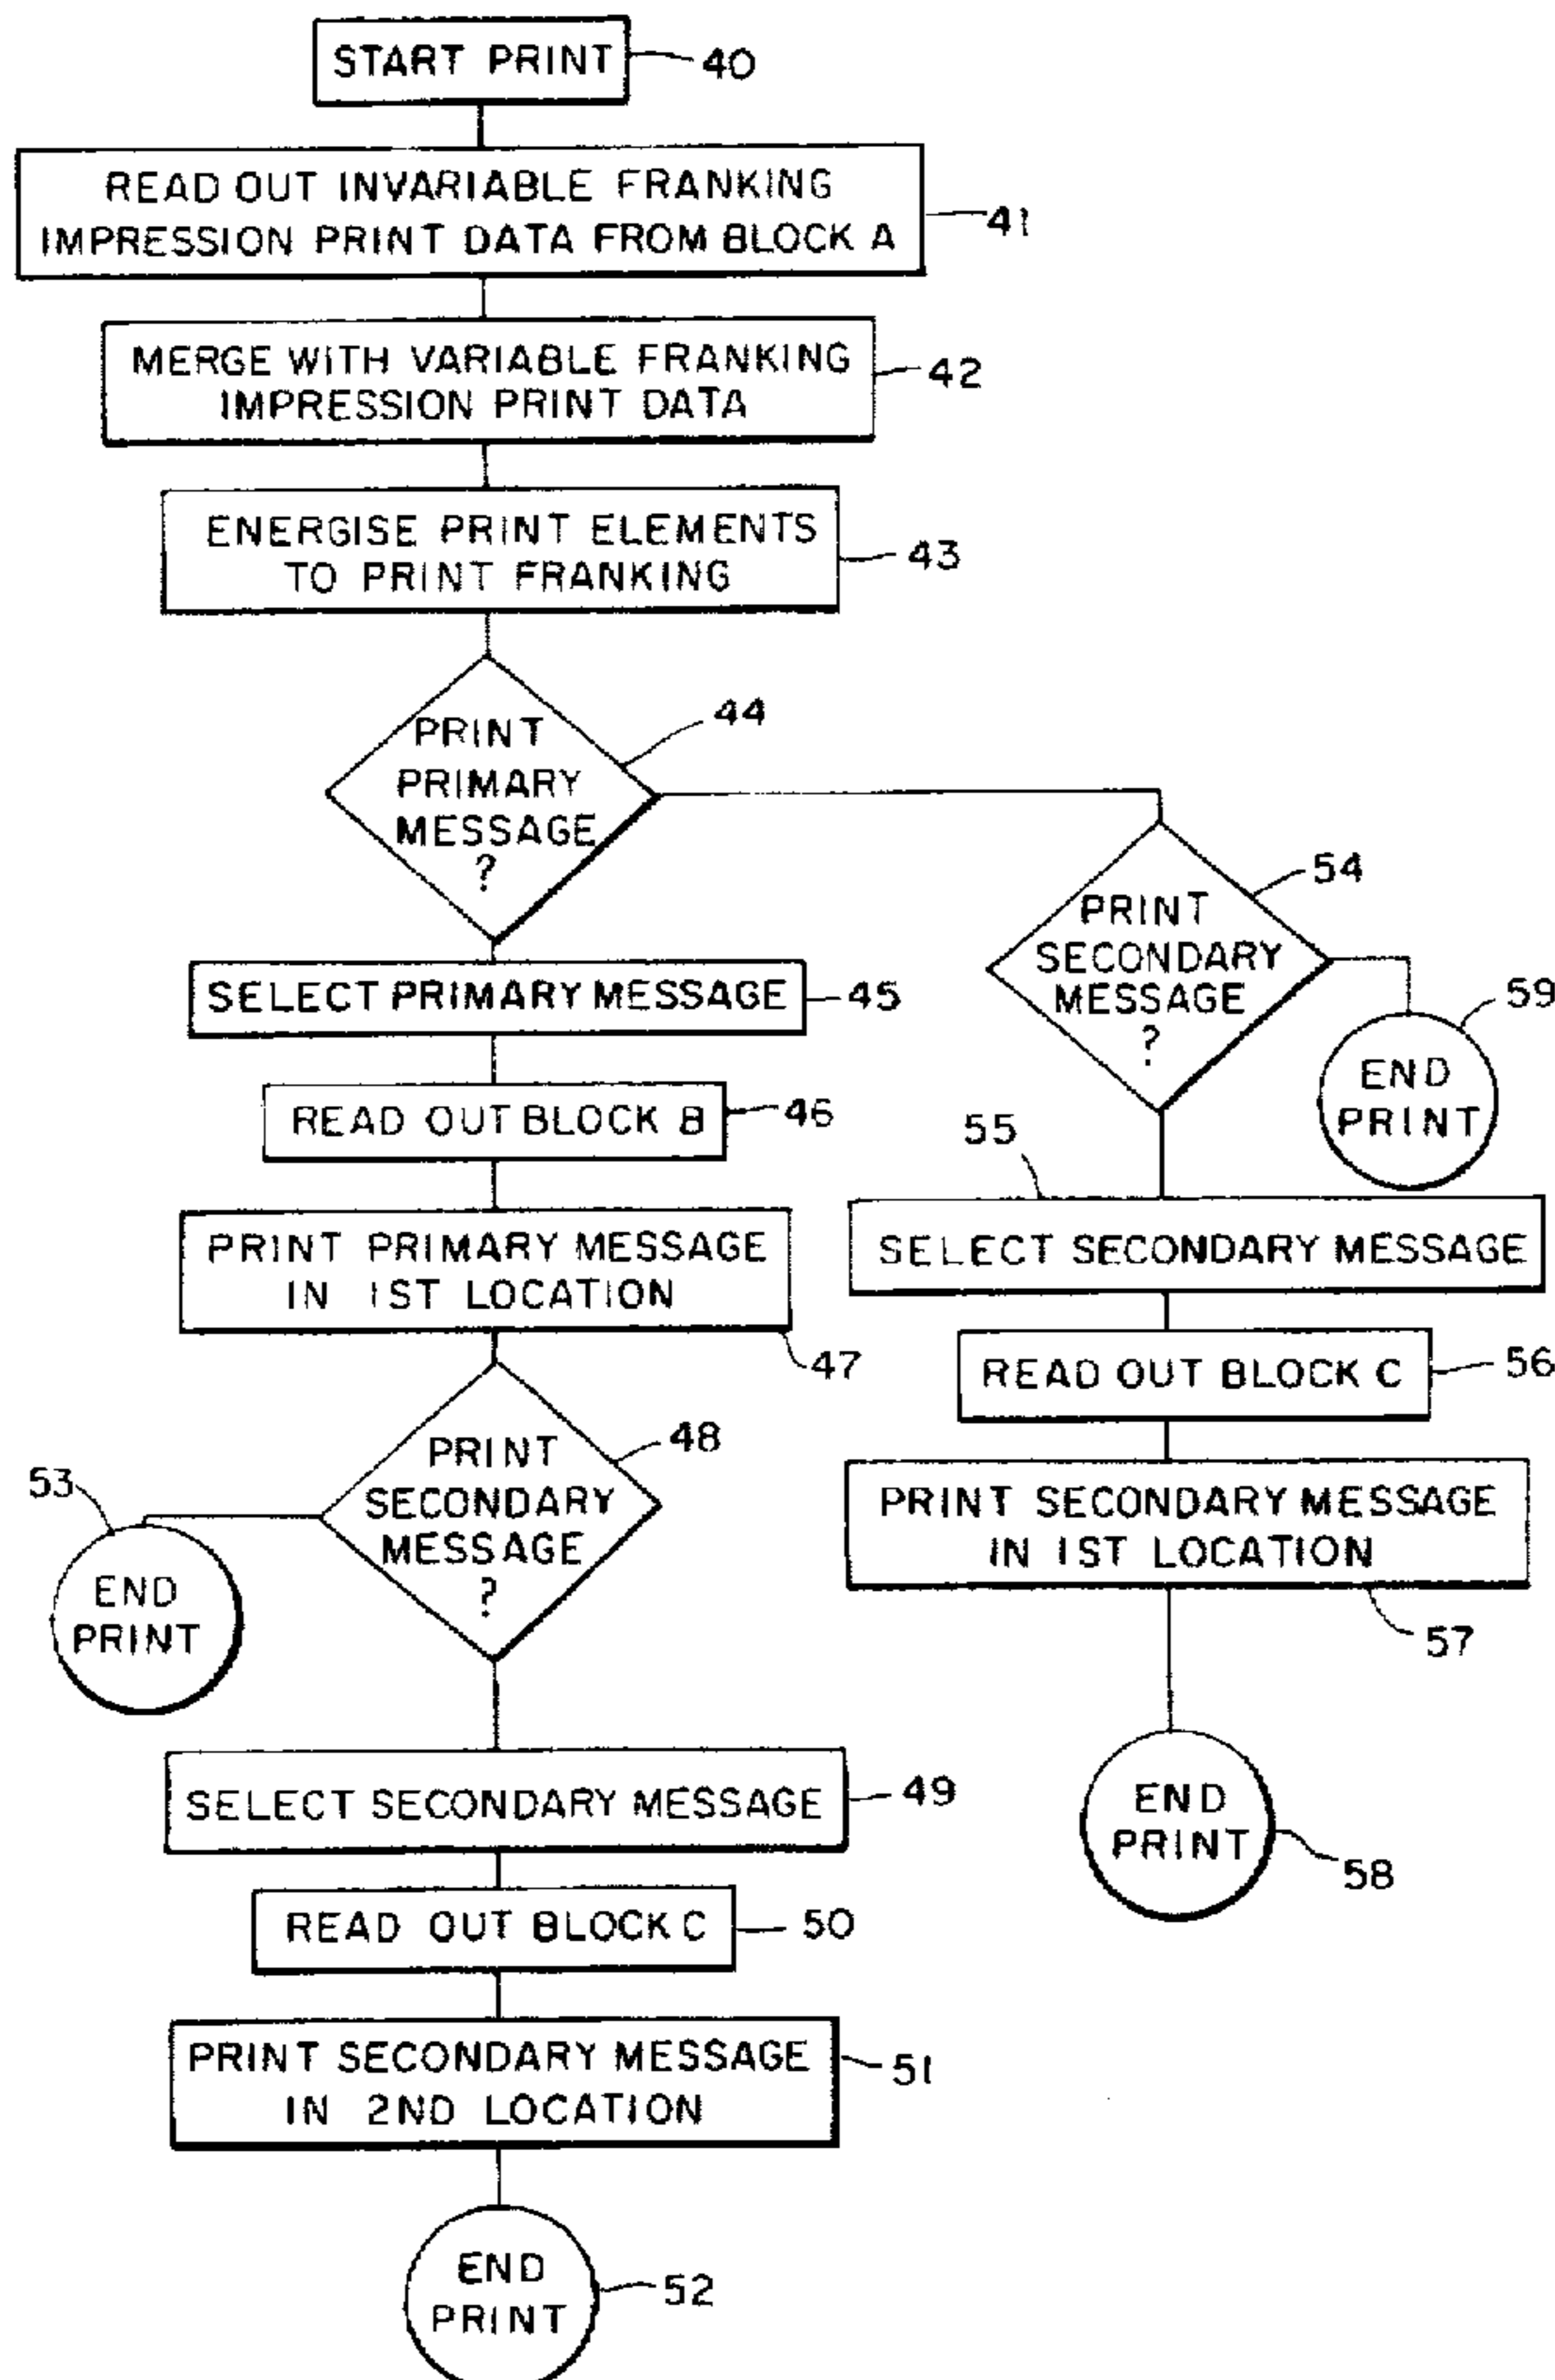 START PRINT
40
READ OUT INVARIABLE FRANKING
IMPRESSION PRINT DATA FROM BLOCK A
41
MERGE WITH VARIABLE FRANKING
IMPRESSION PRINT DATA
42
ENERGISE PRINT ELEMENTS
TO PRINT FRANKING
43
PRINT
PRIMARY
MESSAGE
?
44
SELECT PRIMARY MESSAGE
45
READ OUT BLOCK B
46
PRINT PRIMARY MESSAGE
IN 1ST LOCATION
47
PRINT
SECONDARY
MESSAGE
?
48
53
END
PRINT
SELECT SECONDARY MESSAGE
49
READ OUT BLOCK C
50
PRINT SECONDARY MESSAGE
IN 2ND LOCATION
51
END
PRINT
52
PRINT
SECONDARY
MESSAGE
?
54
59
END
PRINT
55
SELECT SECONDARY MESSAGE
READ OUT BLOCK C
56
PRINT SECONDARY MESSAGE
IN 1ST LOCATION
57
END
PRINT
58